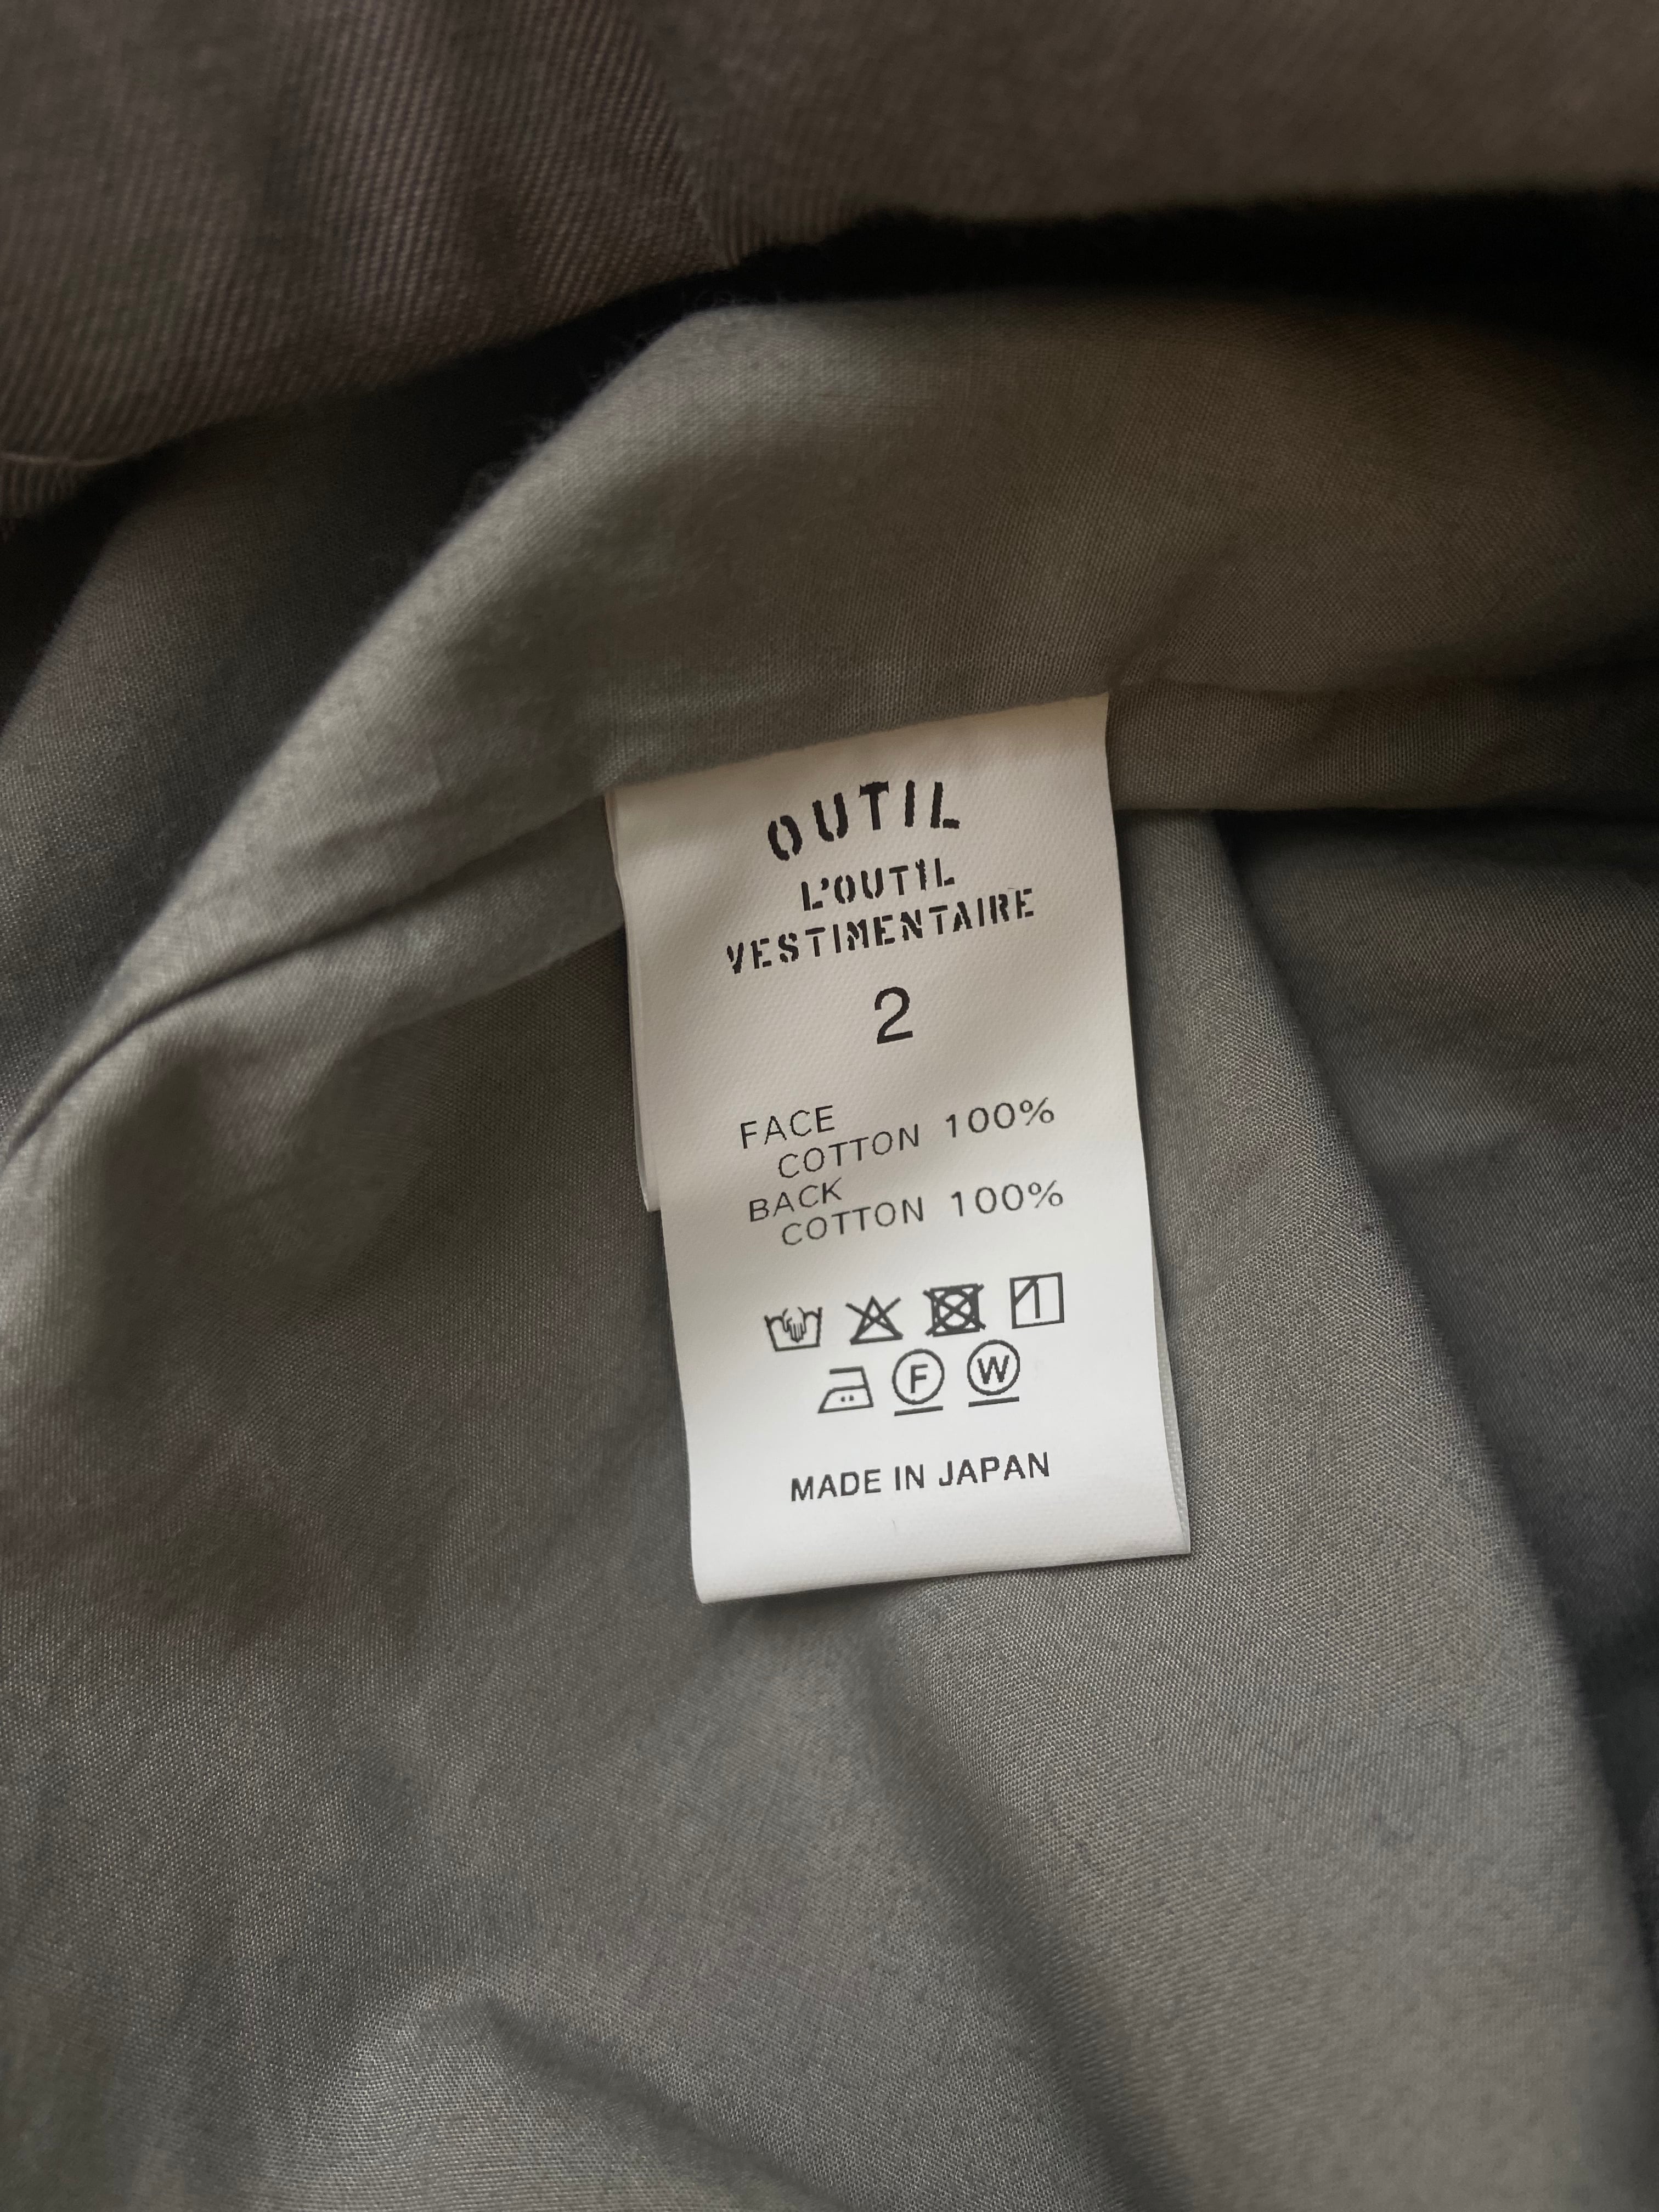 OUTIL
L'OUTIL
VESTIMENTAIRE
2
FACE
COTTON 100%
BACK
COTTON 100%
F W
MADE IN JAPAN